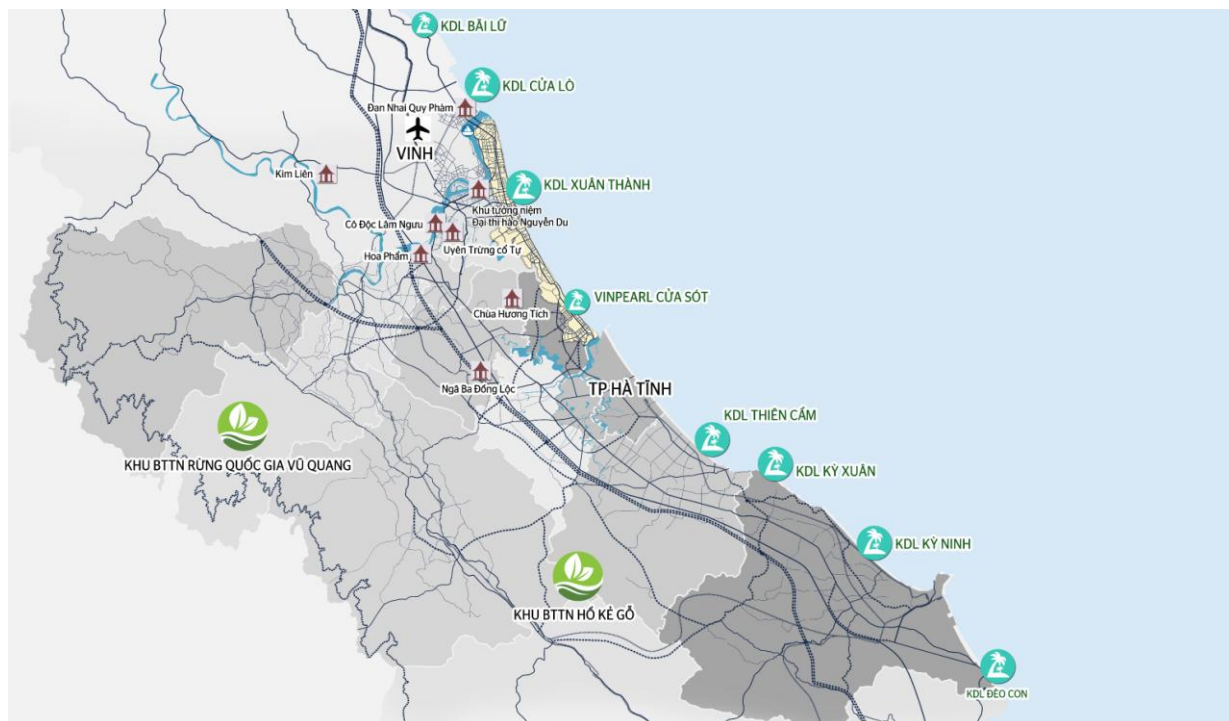 KDL BÃI LỮ
KDL CỬA LÒ
Đan Nhai Quy Phàm
VINH
Kim Liên
KDL XUÂN THÀNH
Khu tưởng niệm
Đại thi hào Nguyễn Du
Cô Độc Lâm Ngưu
Uyên Trừng cổ Tự
Hoa Phẩm
VINPEARL CỬA SÓT
Chùa Hương Tích
Ngã Ba Đồng Lộc
TP HÀ TĨNH
KDL THIÊN CẦM
KHU BTTN RỪNG QUỐC GIA VŨ QUANG
KDL KỲ XUÂN
KDL KỲ NINH
KHU BTTN HỒ KẺ GỖ
KDL ĐÈO CON